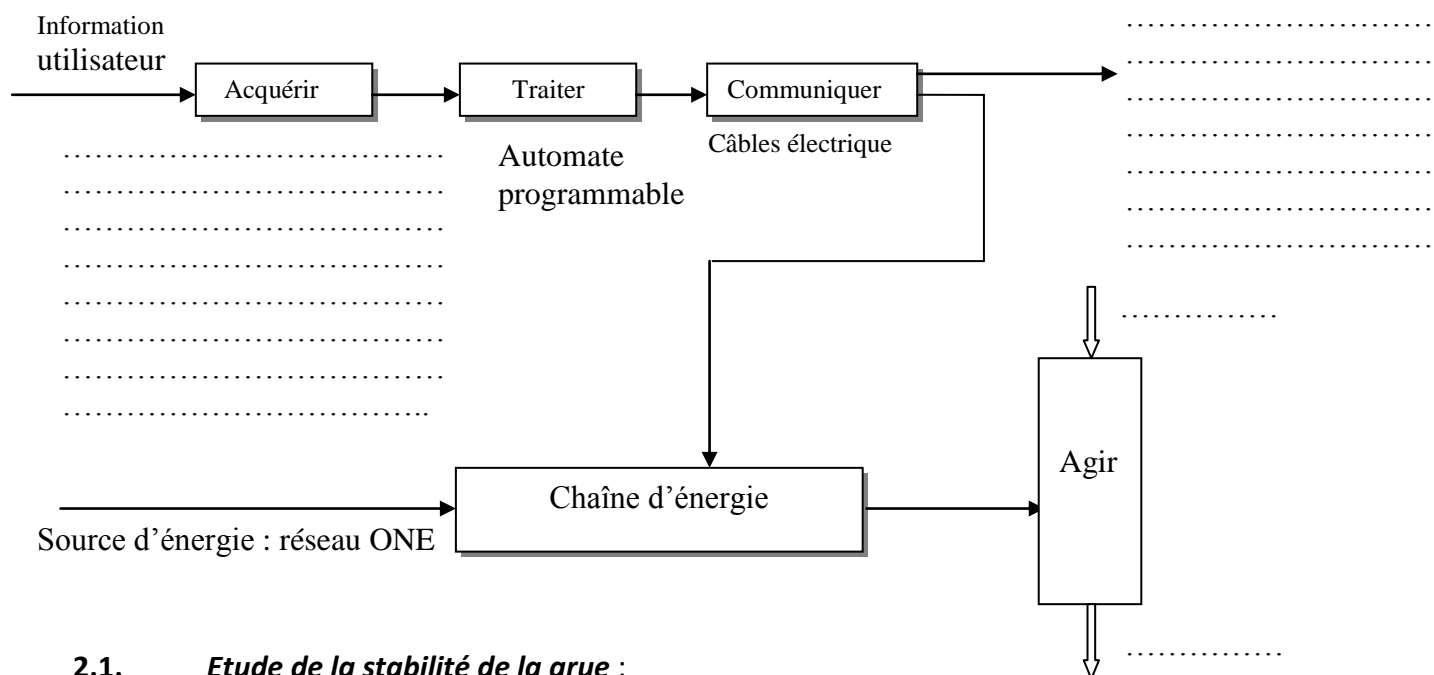 Information
utilisateur
Acquérir
Traiter
Communiquer
Automate
programmable
Câbles électrique
……………………………………
……………………………………
……………………………………
……………………………………
……………………………………
……………………………………
……………………………………
…………………………………..
……………………………
……………………………
……………………………
……………………………
……………………………
……………………………
……………………………
……………
Agir
Chaîne d’énergie
Source d’énergie : réseau ONE
……………
2.1. Etude de la stabilité de la grue :